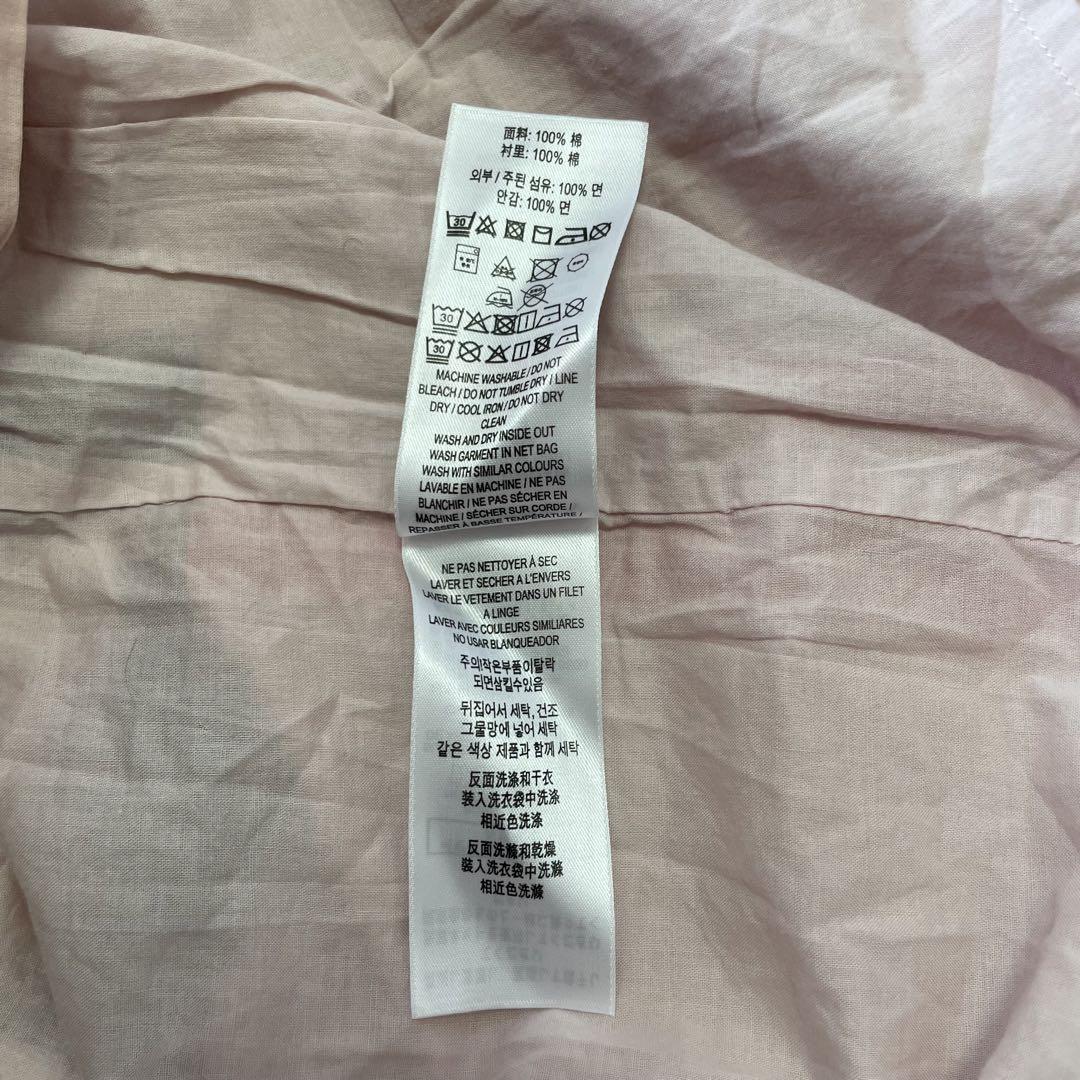 面料: 100% 棉
衬里: 100% 棉
외부 / 주된 섬유: 100% 면
안감: 100% 면
30
30
30
MACHINE WASHABLE / DO NOT
BLEACH / DO NOT TUMBLE DRY / LINE
DRY / COOL IRON / DO NOT DRY
CLEAN
WASH AND DRY INSIDE OUT
WASH GARMENT IN NET BAG
WASH WITH SIMILAR COLOURS
LAVABLE EN MACHINE / NE PAS
BLANCHIR / NE PAS SÉCHER EN
MACHINE / SÉCHER SUR CORDE /
REPASSER À BASSE TEMPÉRATURE /
NE PAS NETTOYER À SEC
LAVER ET SECHER A L'ENVERS
LAVER LE VETEMENT DANS UN FILET
A LINGE
LAVER AVEC COULEURS SIMILIARES
NO USAR BLANQUEADOR
주의!작은부품이탈락
되면삼킬수있음
뒤집어서 세탁, 건조
그물망에 넣어 세탁
같은 색상 제품과 함께 세탁
反面洗涤和干衣
装入洗衣袋中洗涤
相近色洗涤
反面洗滌和乾燥
裝入洗衣袋中洗滌
相近色洗滌